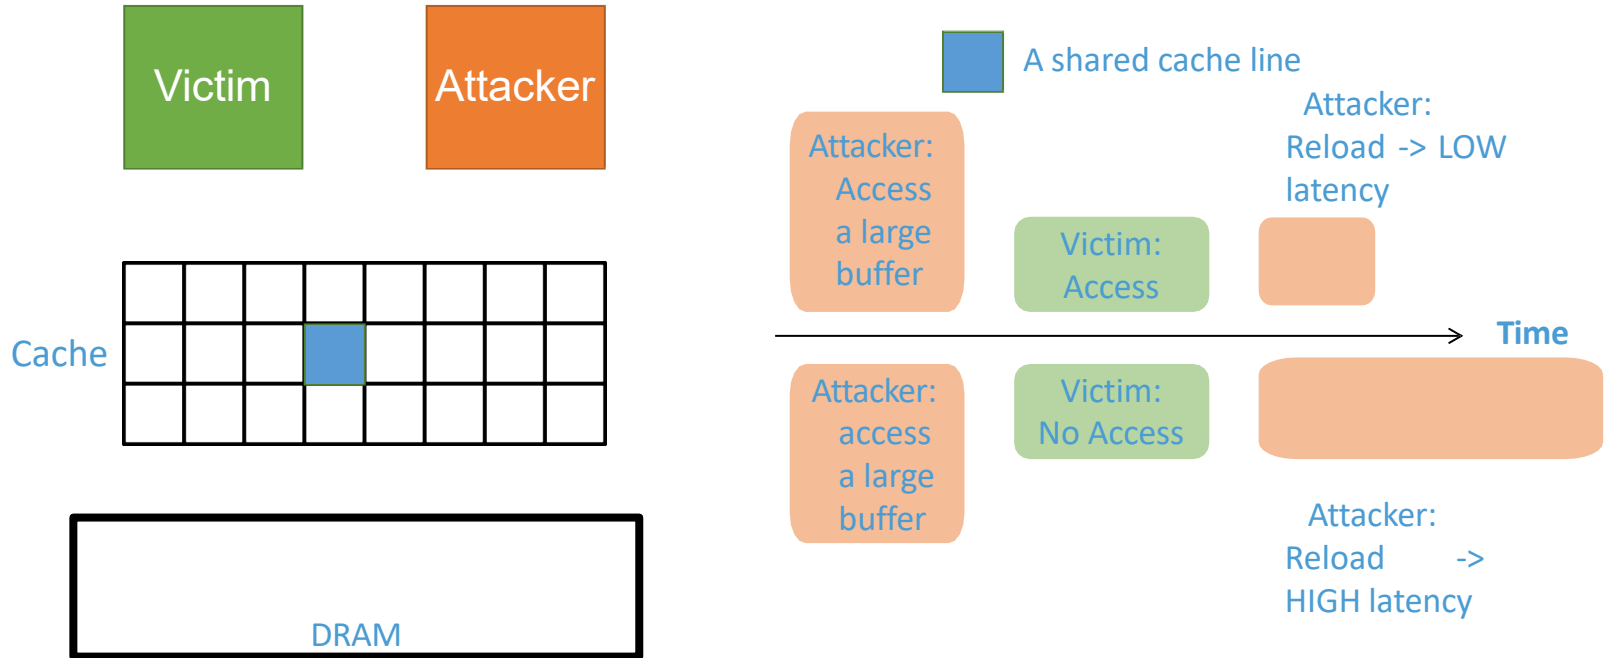 Victim
Attacker
Cache
DRAM
A shared cache line
Attacker:
Access
a large
buffer
Victim:
Access
Attacker:
Reload -> LOW
latency
Time
Attacker:
access
a large
buffer
Victim:
No Access
Attacker:
Reload ->
HIGH latency